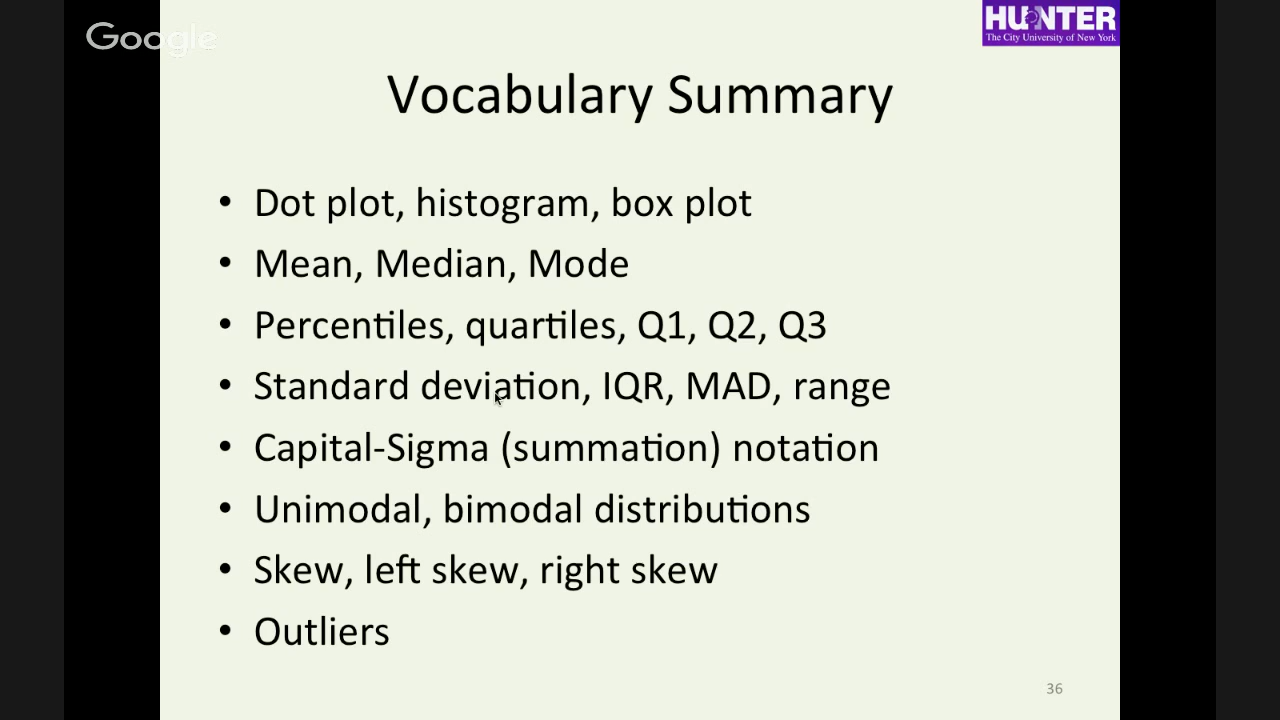 Google
HUNTER
The City University of New York
Vocabulary Summary
• Dot plot, histogram, box plot
• Mean, Median, Mode
• Percentiles, quartiles, Q1, Q2, Q3
• Standard deviation, IQR, MAD, range
• Capital-Sigma (summation) notation
• Unimodal, bimodal distributions
• Skew, left skew, right skew
• Outliers
36